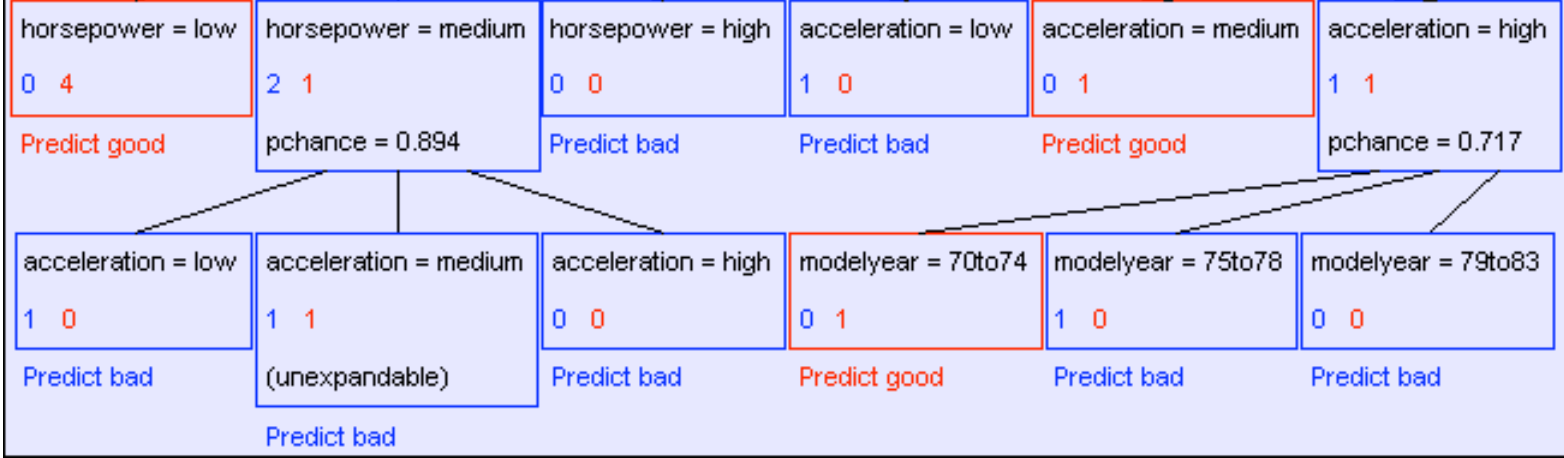 horsepower = low
0 4
Predict good
horsepower = medium
2 1
pchance = 0.894
horsepower = high
0 0
Predict bad
acceleration = low
1 0
Predict bad
acceleration = medium
0 1
Predict good
acceleration = high
1 1
pchance = 0.717
acceleration = low
1 0
Predict bad
acceleration = medium
1 1
(unexpandable)
Predict bad
acceleration = high
0 0
Predict bad
modelyear = 70to74
0 1
Predict good
modelyear = 75to78
1 0
Predict bad
modelyear = 79to83
0 0
Predict bad